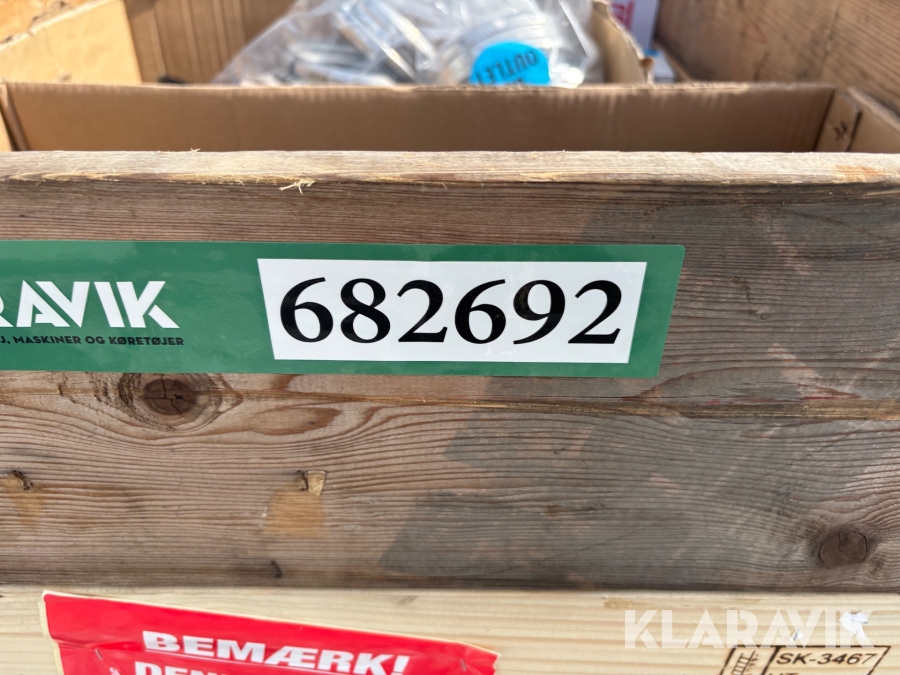 OUTLET
RAVIK
682692
J, MASKINER OG KØRETØJER
BEMÆRK!
KLARAVIK
SK-3467